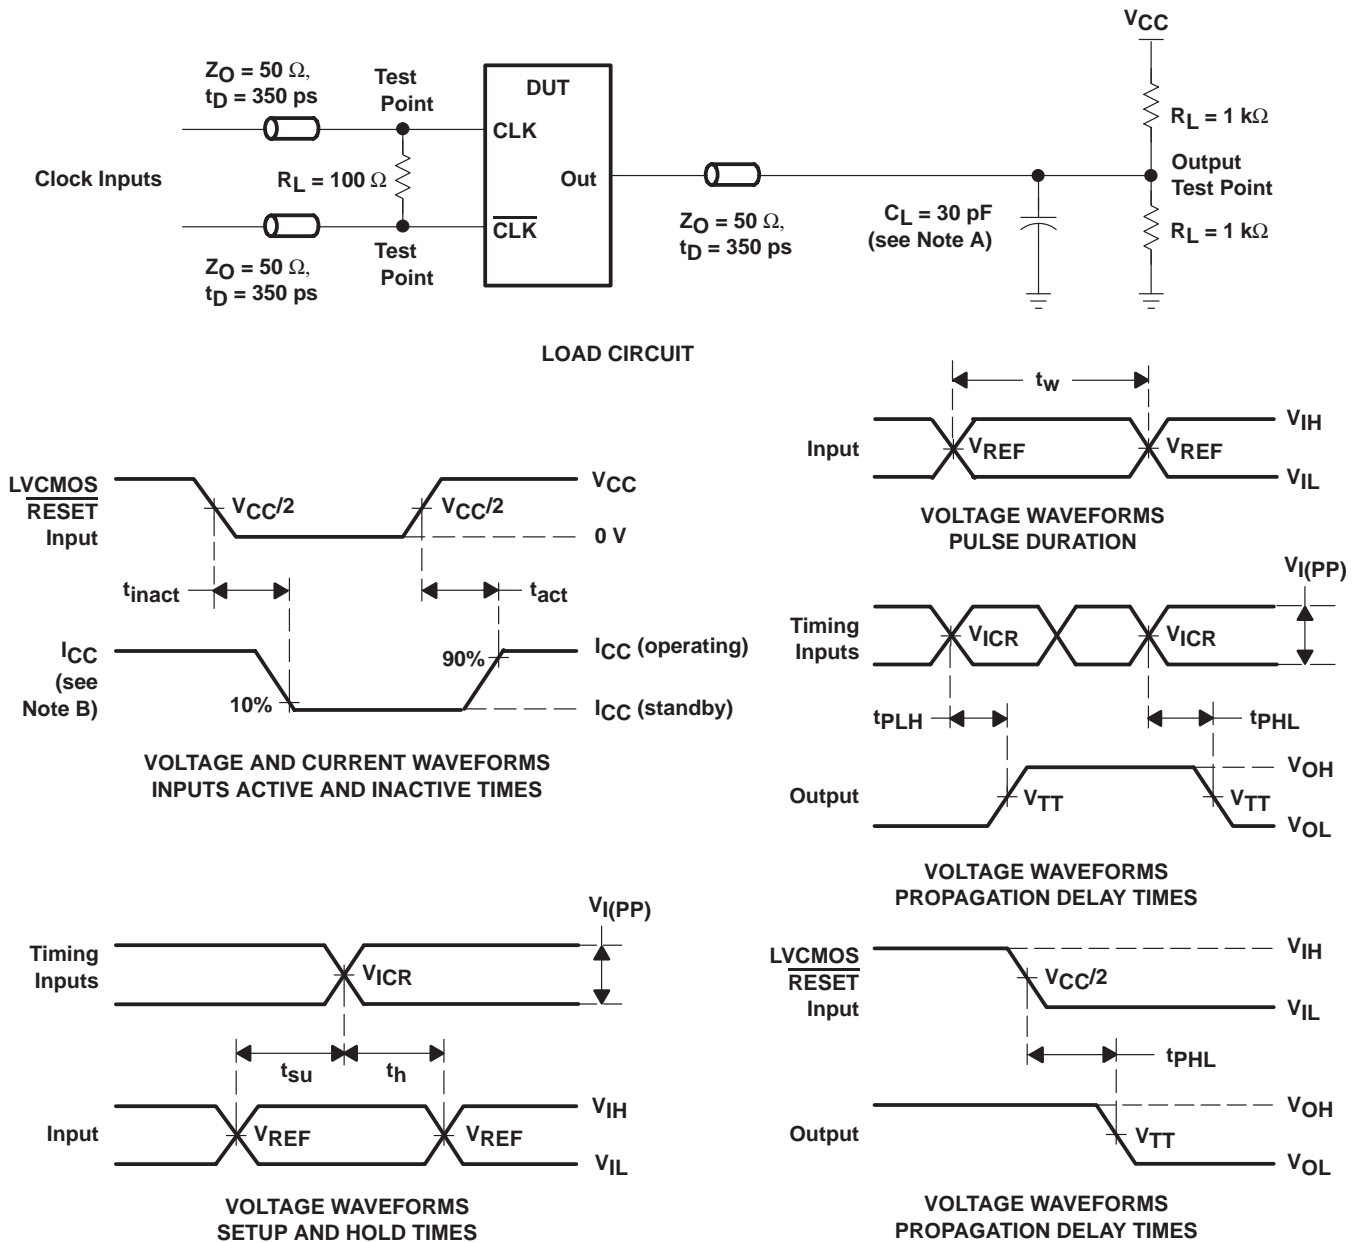 VCC
ZO = 50 Ω,
tD = 350 ps
Test
Point
DUT
CLK
RL = 1 kΩ
Clock Inputs
RL = 100 Ω
Out
Output
Test Point
CLK
ZO = 50 Ω,
tD = 350 ps
CL = 30 pF
(see Note A)
RL = 1 kΩ
Test
Point
ZO = 50 Ω,
tD = 350 ps
LOAD CIRCUIT
tw
Input
VREF
VREF
VIH
VIL
VOLTAGE WAVEFORMS
PULSE DURATION
LVCMOS
RESET
Input
VCC/2
VCC/2
VCC
0 V
tinact
tact
ICC
(see
Note B)
10%
90%
ICC (operating)
ICC (standby)
VOLTAGE AND CURRENT WAVEFORMS
INPUTS ACTIVE AND INACTIVE TIMES
VI(PP)
Timing
Inputs
VICR
VICR
tPLH
tPHL
Output
VTT
VTT
VOH
VOL
VOLTAGE WAVEFORMS
PROPAGATION DELAY TIMES
VI(PP)
Timing
Inputs
VICR
tsu
th
Input
VREF
VREF
VIH
VIL
VOLTAGE WAVEFORMS
SETUP AND HOLD TIMES
LVCMOS
RESET
Input
VCC/2
VIH
VIL
tPHL
Output
VTT
VOH
VOL
VOLTAGE WAVEFORMS
PROPAGATION DELAY TIMES